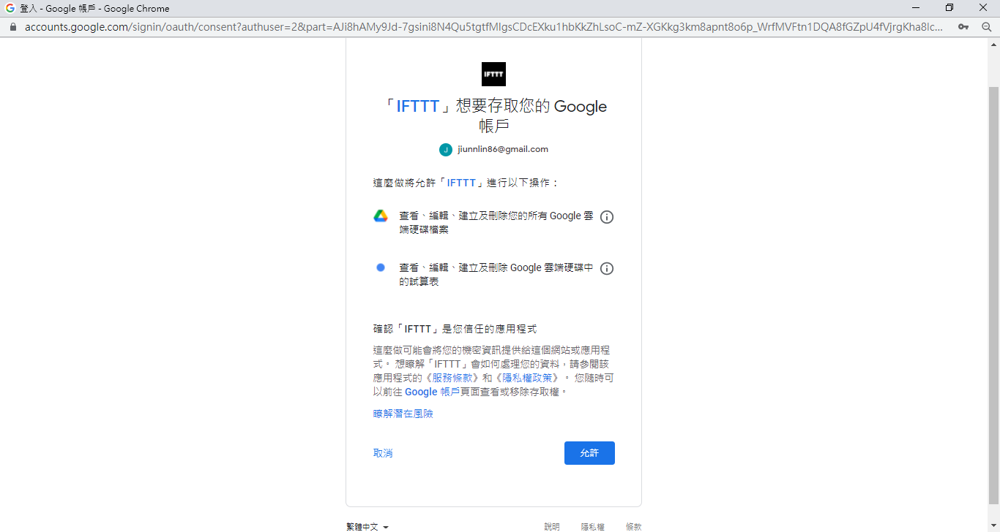 登入 - Google 帳戶 - Google Chrome
accounts.google.com/signin/oauth/consent?authuser=2&part=AJi8hAMy9Jd-7gsini8N4Qu5tgtfMIgsCDcEXku1hbKkZhLsoC-mZ-XGKkg3km8apnt8o6p_WrfMVFtn1DQA8fGZpU4fVjrgKha8Ic...
IFTTT
「IFTTT」想要存取您的 Google
帳戶
J jiunnlin86@gmail.com
這麼做將允許「IFTTT」進行以下操作：
查看、編輯、建立及刪除您的所有 Google 雲
端硬碟檔案
查看、編輯、建立及刪除 Google 雲端硬碟中
的試算表
確認「IFTTT」是您信任的應用程式
這麼做可能會將您的機密資訊提供給這個網站或應用程
式。 想瞭解「IFTTT」會如何處理您的資料，請參閱該
應用程式的《服務條款》和《隱私權政策》。 您隨時可
以前往 Google 帳戶頁面查看或移除存取權。
瞭解潛在風險
取消 允許
繁體中文 說明 隱私權 條款